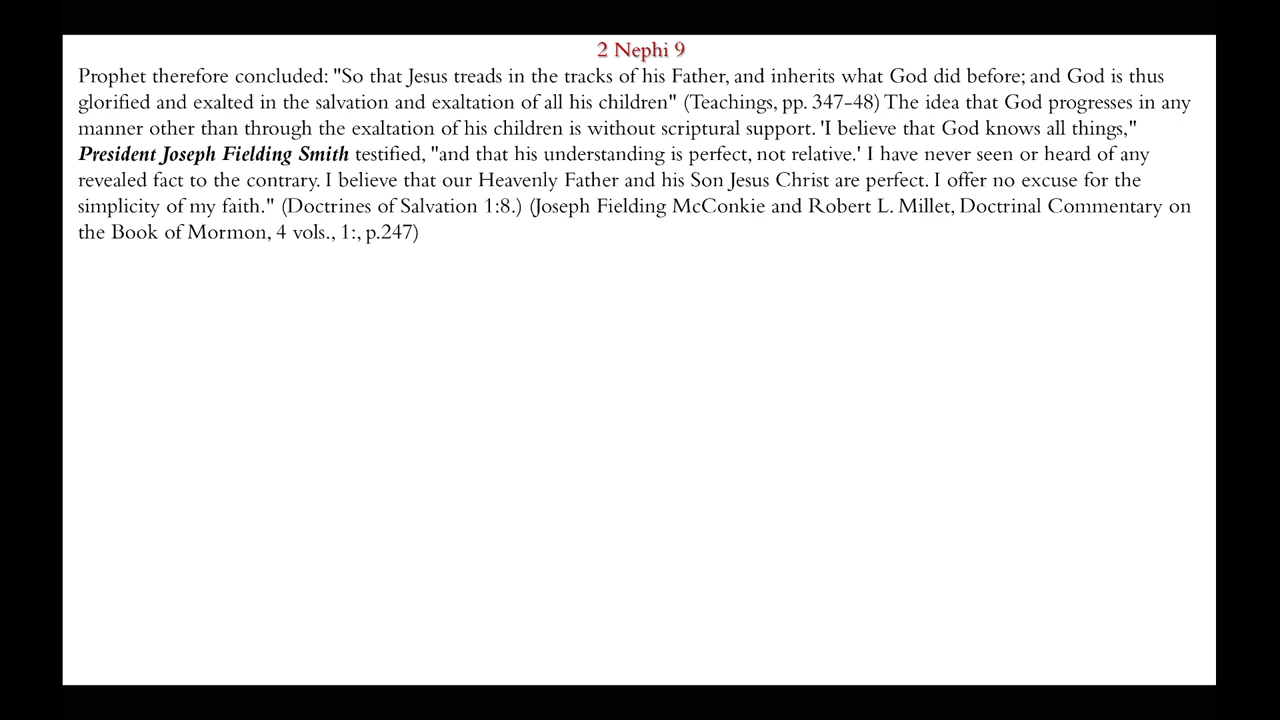 2 Nephi 9
Prophet therefore concluded: "So that Jesus treads in the tracks of his Father, and inherits what God did before; and God is thus
glorified and exalted in the salvation and exaltation of all his children" (Teachings, pp. 347-48) The idea that God progresses in any
manner other than through the exaltation of his children is without scriptural support. 'I believe that God knows all things,"
President Joseph Fielding Smith testified, "and that his understanding is perfect, not relative.' I have never seen or heard of any
revealed fact to the contrary. I believe that our Heavenly Father and his Son Jesus Christ are perfect. I offer no excuse for the
simplicity of my faith." (Doctrines of Salvation 1:8.) (Joseph Fielding McConkie and Robert L. Millet, Doctrinal Commentary on
the Book of Mormon, 4 vols., 1:, p.247)